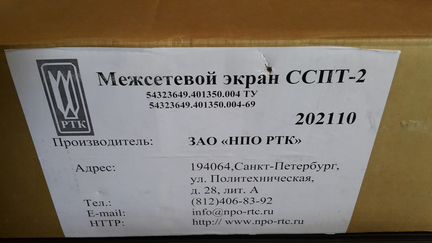 Межсетевой экран ССПТ-2
54323649.401350.004 ТУ
54323649.401350.004-69
РТК
202110
Производитель: ЗАО «НПО РТК»
Адрес: 194064,Санкт-Петербург,
ул. Политехническая,
д. 28, лит. А
Тел.: (812)406-83-92
E-mail: info@npo-rtc.ru
HTTP: http:// www.npo-rtc.ru